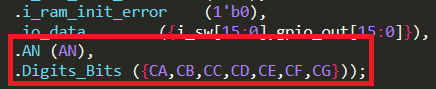 .i_ram_init_error (1'b0),
.io_data ({i_sw[15:0],gpio_out[15:0]}),
.AN (AN),
.Digits_Bits ({CA,CB,CC,CD,CE,CF,CG}));